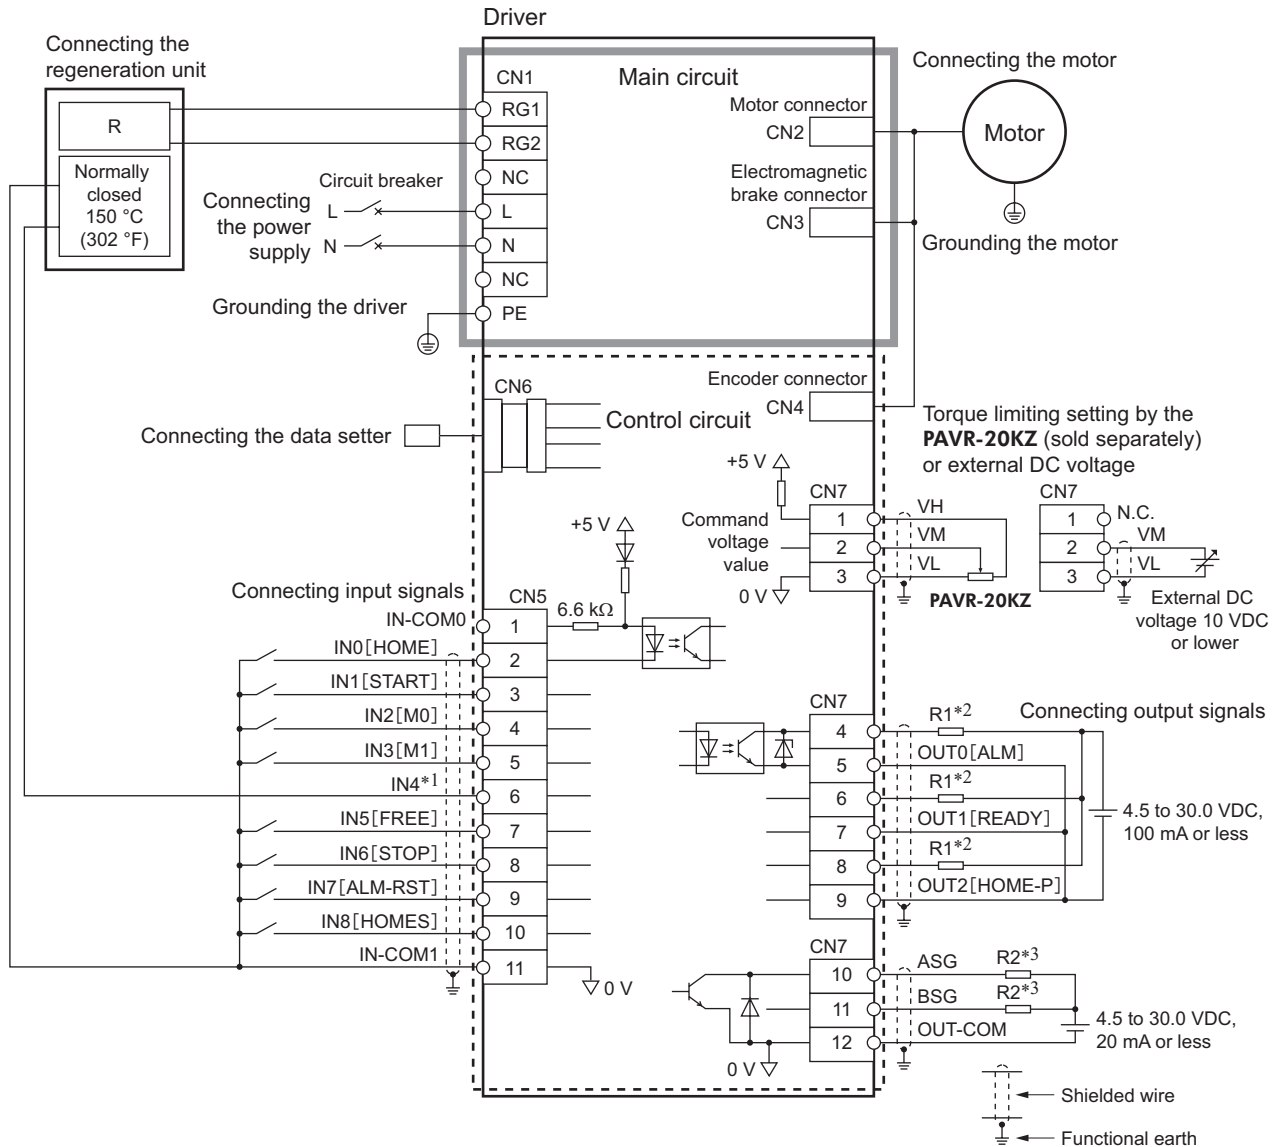 Driver
Connecting the
regeneration unit
R
Normally
closed
150 °C
(302 °F)
CN1
Main circuit
RG1
RG2
NC
L
N
NC
PE
Circuit breaker
Connecting
the power
supply
L
N
Grounding the driver
Motor connector
CN2
Electromagnetic
brake connector
CN3
Connecting the motor
Motor
Grounding the motor
CN6
Control circuit
Connecting the data setter
Encoder connector
CN4
Torque limiting setting by the
PAVR-20KZ (sold separately)
or external DC voltage
+5 V
CN7
Command
voltage
value
1
2
3
0 V
VH
VM
VL
PAVR-20KZ
CN7
1
2
3
N.C.
VM
VL
External DC
voltage 10 VDC
or lower
+5 V
Connecting input signals
CN5
6.6 kΩ
IN-COM0
1
IN0[HOME]
2
IN1[START]
3
IN2[M0]
4
IN3[M1]
5
IN4*1
6
IN5[FREE]
7
IN6[STOP]
8
IN7[ALM-RST]
9
IN8[HOMES]
10
IN-COM1
11
0 V
CN7
Connecting output signals
4
R1*2
5
OUT0[ALM]
6
R1*2
7
OUT1[READY]
8
R1*2
9
OUT2[HOME-P]
4.5 to 30.0 VDC,
100 mA or less
CN7
10
ASG
R2*3
11
BSG
R2*3
12
OUT-COM
0 V
4.5 to 30.0 VDC,
20 mA or less
Shielded wire
Functional earth